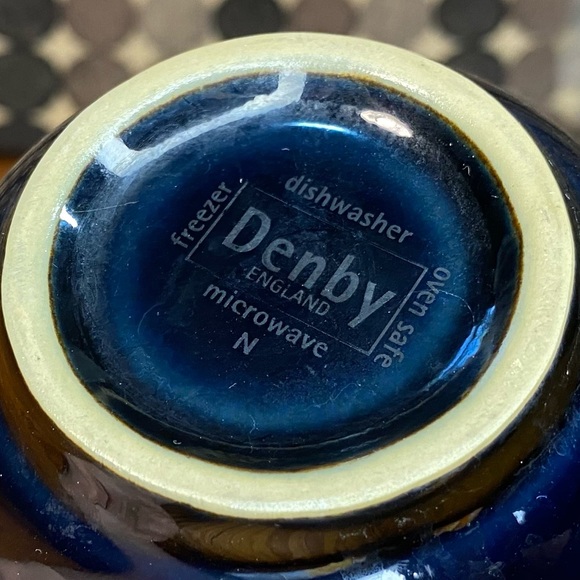 dishwasher
freezer
Denby
ENGLAND
oven safe
microwave
N